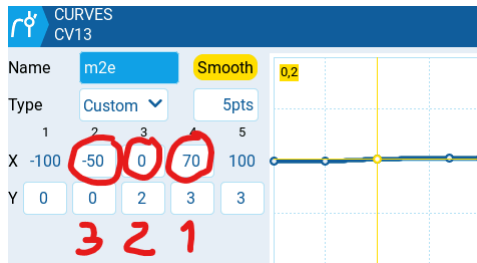 CURVES
CV13
Name m2e Smooth 0,2
Type Custom 5pts
1 2 3 4 5
X -100 -50 0 70 100
Y 0 0 2 3 3
3 2 1